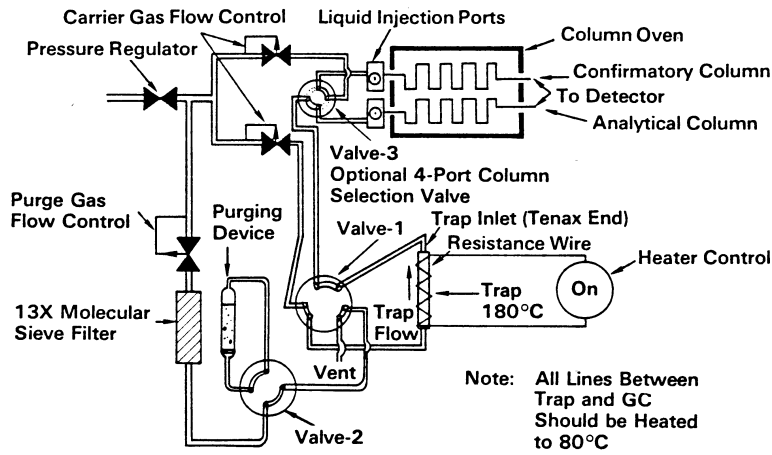 Carrier Gas Flow Control
Pressure Regulator
Liquid Injection Ports
Column Oven
Confirmatory Column
To Detector
Analytical Column
Valve-3
Optional 4-Port Column
Selection Valve
Purge Gas
Flow Control
Purging
Device
Valve-1
Trap Inlet (Tenax End)
Resistance Wire
Heater Control
On
Trap
180°C
Trap
Flow
13X Molecular
Sieve Filter
Vent
Valve-2
Note: All Lines Between
Trap and GC
Should be Heated
to 80°C